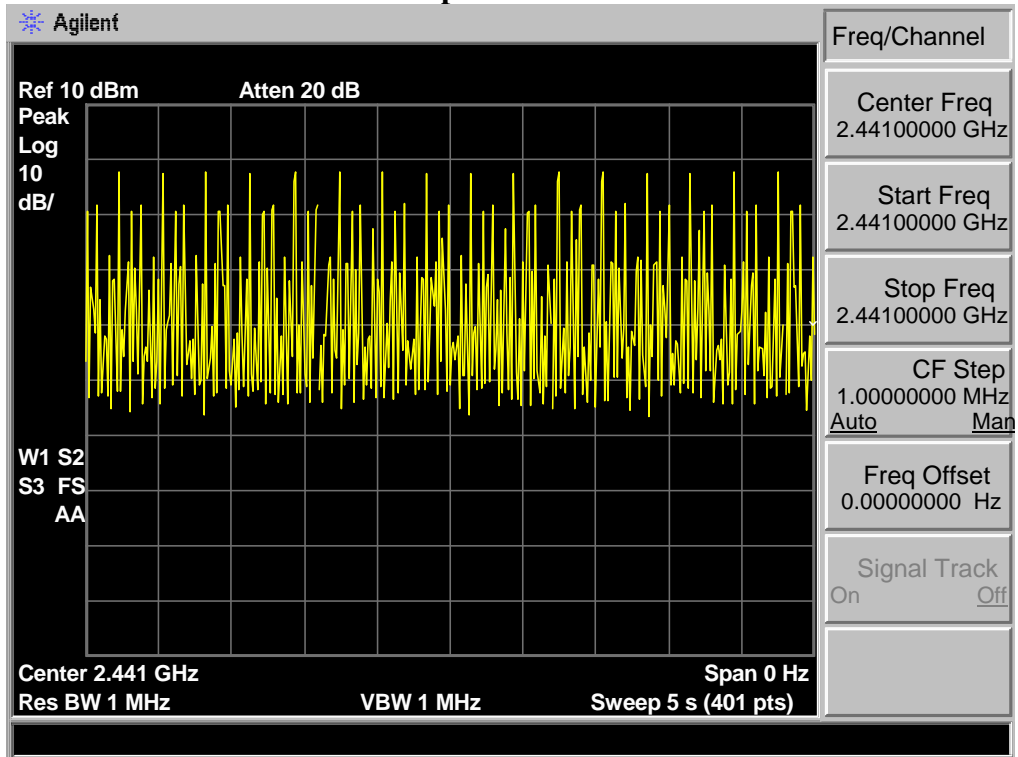 Agilent
Ref 10 dBm Atten 20 dB
Peak
Log
10
dB/
W1 S2
S3 FS
AA
Center 2.441 GHz Span 0 Hz
Res BW 1 MHz VBW 1 MHz Sweep 5 s (401 pts)
Freq/Channel
Center Freq
2.44100000 GHz
Start Freq
2.44100000 GHz
Stop Freq
2.44100000 GHz
CF Step
1.00000000 MHz
Auto Man
Freq Offset
0.00000000 Hz
Signal Track
On Off